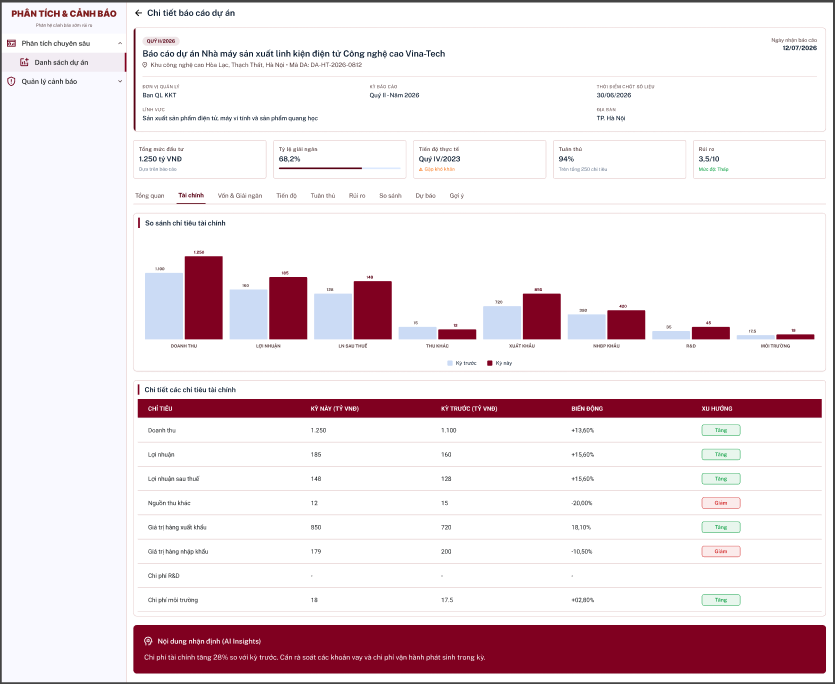 PHÂN TÍCH & CẢNH BÁO
Phân hệ cảnh báo sớm rủi ro
Phân tích chuyên sâu
Danh sách dự án
Quản lý cảnh báo
Chi tiết báo cáo dự án
QUÝ II/2026
Báo cáo dự án Nhà máy sản xuất linh kiện điện tử Công nghệ cao Vina-Tech
Khu công nghệ cao Hòa Lạc, Thạch Thất, Hà Nội • Mã DA: DA-HT-2026-0812
Ngày nhận báo cáo
12/07/2026
ĐƠN VỊ QUẢN LÝ
Ban QL KKT
KỲ BÁO CÁO
Quý II - Năm 2026
THỜI ĐIỂM CHỐT SỐ LIỆU
30/06/2026
LĨNH VỰC
Sản xuất sản phẩm điện tử, máy vi tính và sản phẩm quang học
ĐỊA BÀN
TP. Hà Nội
Tổng mức đầu tư
1.250 tỷ VNĐ
Dựa trên báo cáo
Tỷ lệ giải ngân
68,2%
Tiến độ thực tế
Quý IV/2023
Gặp khó khăn
Tuân thủ
94%
Trên tổng 250 chỉ tiêu
Rủi ro
3.5/10
Mức độ: Thấp
Tổng quan
Tài chính
Vốn & Giải ngân
Tiến độ
Tuân thủ
Rủi ro
So sánh
Dự báo
Gợi ý
So sánh chỉ tiêu tài chính
1.100
1.250
160
185
148
15
12
720
850
420
35
45
17.5
18
DOANH THU
LỢI NHUẬN
LN SAU THUẾ
THU KHÁC
XUẤT KHẨU
NHẬP KHẨU
R&D
MÔI TRƯỜNG
Kỳ trước
Kỳ này
Chi tiết các chỉ tiêu tài chính
CHỈ TIÊU KỲ NÀY (TỶ VNĐ) KỲ TRƯỚC (TỶ VNĐ) BIẾN ĐỘNG XU HƯỚNG
Doanh thu 1.250 1.100 +13,60% Tăng
Lợi nhuận 185 160 +15,60% Tăng
Lợi nhuận sau thuế 148 128 +15,60% Tăng
Nguồn thu khác 12 15 -20,00% Giảm
Giá trị hàng xuất khẩu 850 720 18,10% Tăng
Giá trị hàng nhập khẩu 179 200 -10,50% Giảm
Chi phí R&D - - -
Chi phí môi trường 18 17.5 +02,80% Tăng
Nội dung nhận định (AI Insights)
Chi phí tài chính tăng 28% so với kỳ trước. Cần rà soát các khoản vay và chi phí vận hành phát sinh trong kỳ.